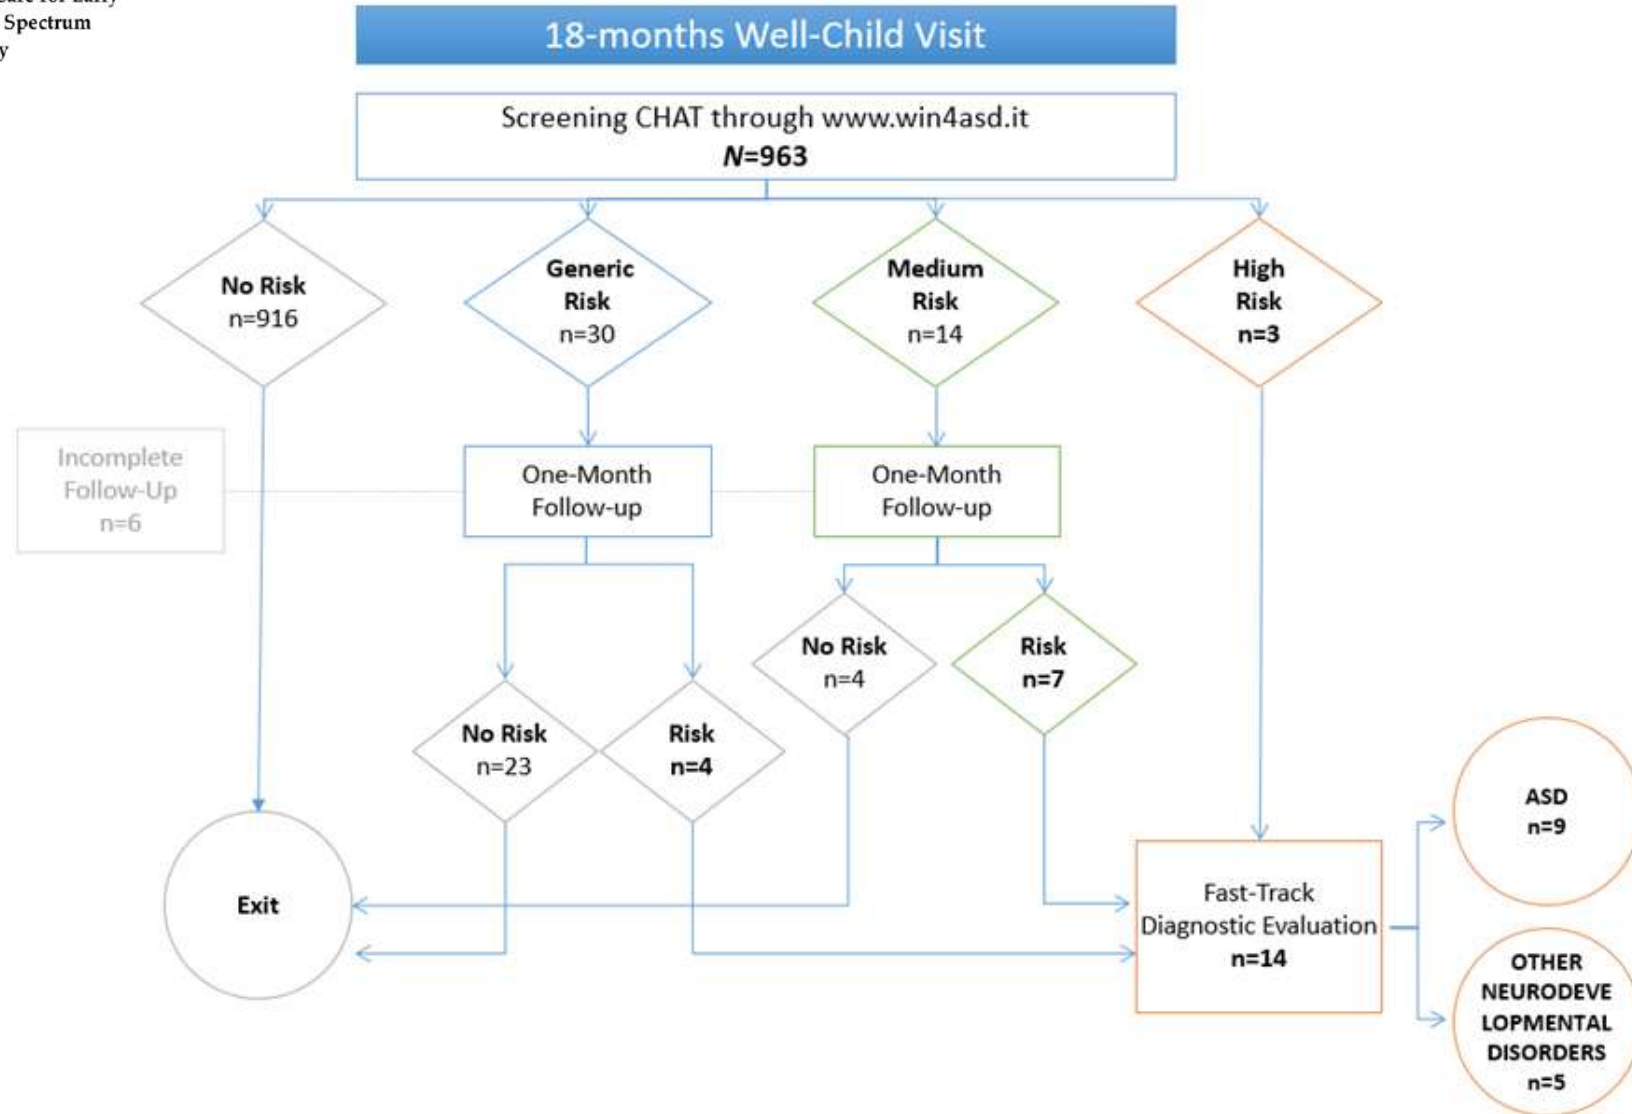 Care for Early
Spectrum
y
18-months Well-Child Visit
Screening CHAT through www.win4asd.it
N=963
No Risk
n=916
Generic
Risk
n=30
Medium
Risk
n=14
High
Risk
n=3
Incomplete
Follow-Up
n=6
One-Month
Follow-up
One-Month
Follow-up
No Risk
n=4
Risk
n=7
No Risk
n=23
Risk
n=4
Exit
Fast-Track
Diagnostic Evaluation
n=14
ASD
n=9
OTHER
NEURODEVE
LOPMENTAL
DISORDERS
n=5